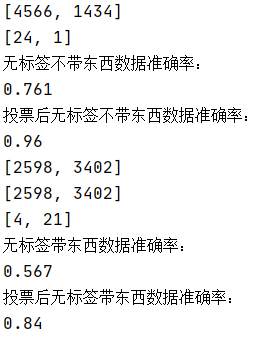 [4566, 1434]
[24, 1]
无标签不带东西数据准确率：
0.761
投票后无标签不带东西数据准确率：
0.96
[2598, 3402]
[2598, 3402]
[4, 21]
无标签带东西数据准确率：
0.567
投票后无标签带东西数据准确率：
0.84